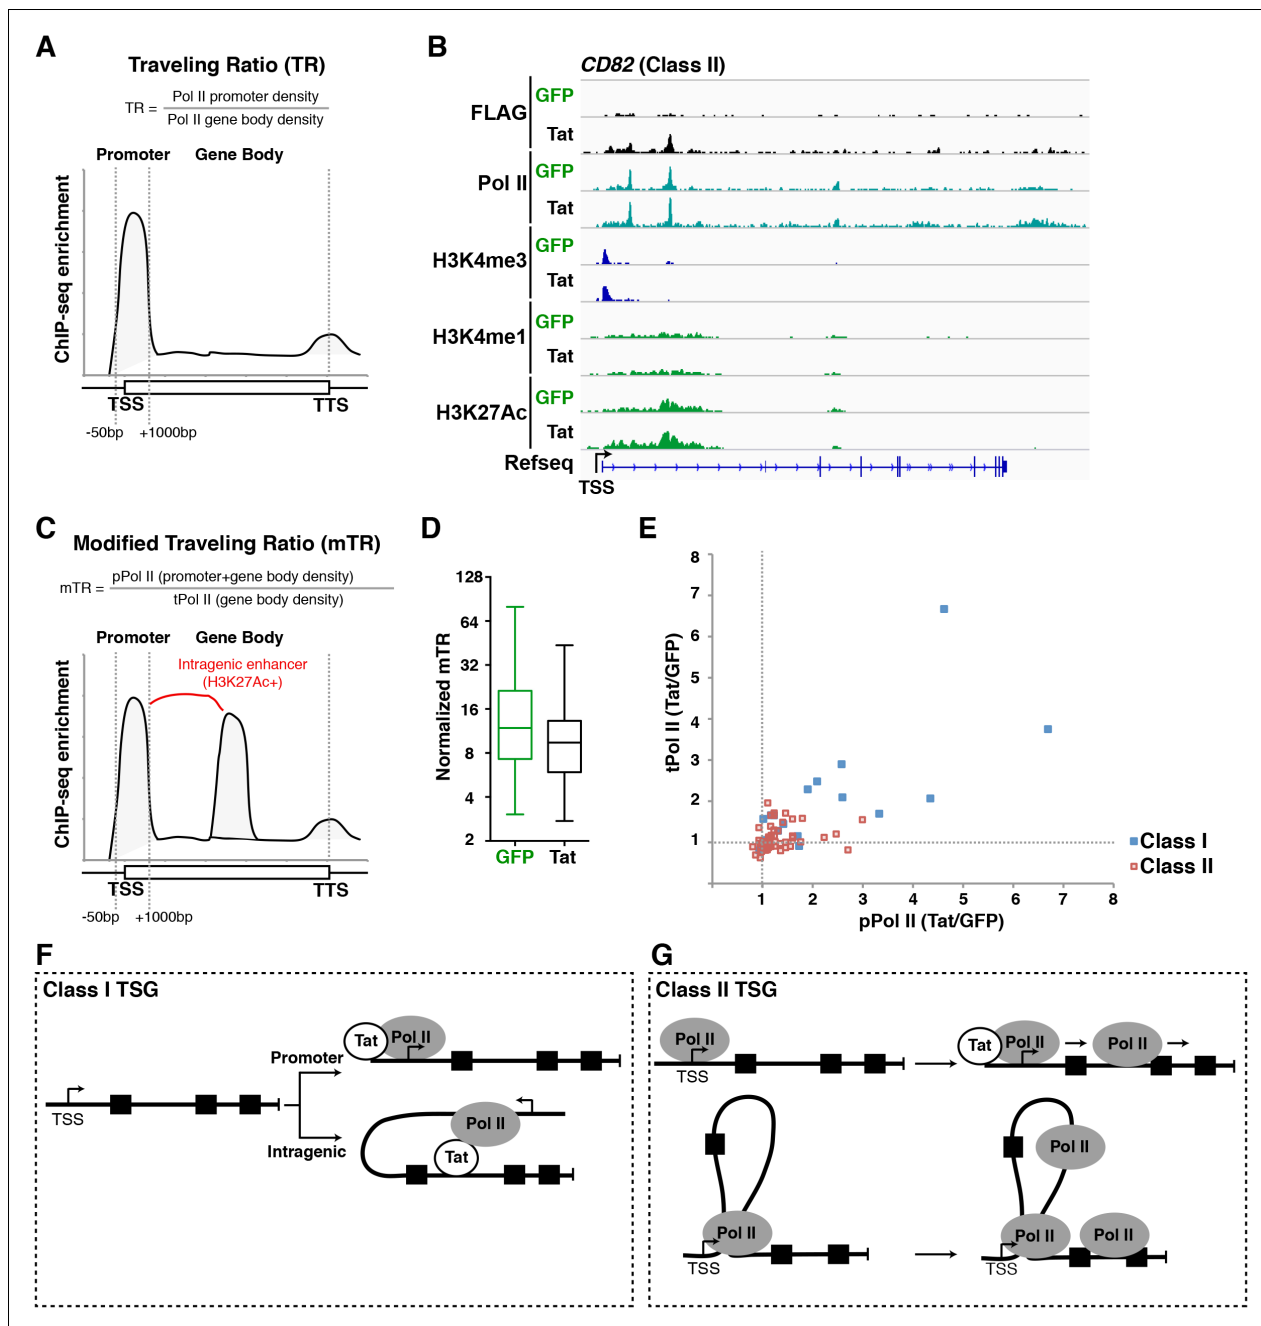 A
Traveling Ratio (TR)
TR = Pol II promoter density
Pol II gene body density
Promoter Gene Body
ChIP-seq enrichment
TSS TTS
-50bp +1000bp
B
CD82 (Class II)
FLAG
GFP
Tat
Pol II
GFP
Tat
H3K4me3
GFP
Tat
H3K4me1
GFP
Tat
H3K27Ac
GFP
Tat
Refseq
TSS
C
Modified Traveling Ratio (mTR)
mTR = pPol II (promoter+gene body density)
tPol II (gene body density)
Promoter Gene Body
Intragenic enhancer
(H3K27Ac+)
ChIP-seq enrichment
TSS TTS
-50bp +1000bp
D
Normalized mTR
128
64
32
16
8
4
2
GFP Tat
E
tPol II (Tat/GFP)
8
7
6
5
4
3
2
1
1 2 3 4 5 6 7 8
pPol II (Tat/GFP)
Class I
Class II
F
Class I TSG
TSS
Promoter
Tat Pol II
Intragenic
Pol II
Tat
G
Class II TSG
Pol II
TSS
Tat Pol II Pol II
Pol II
TSS
Pol II
Pol II Pol II
TSS